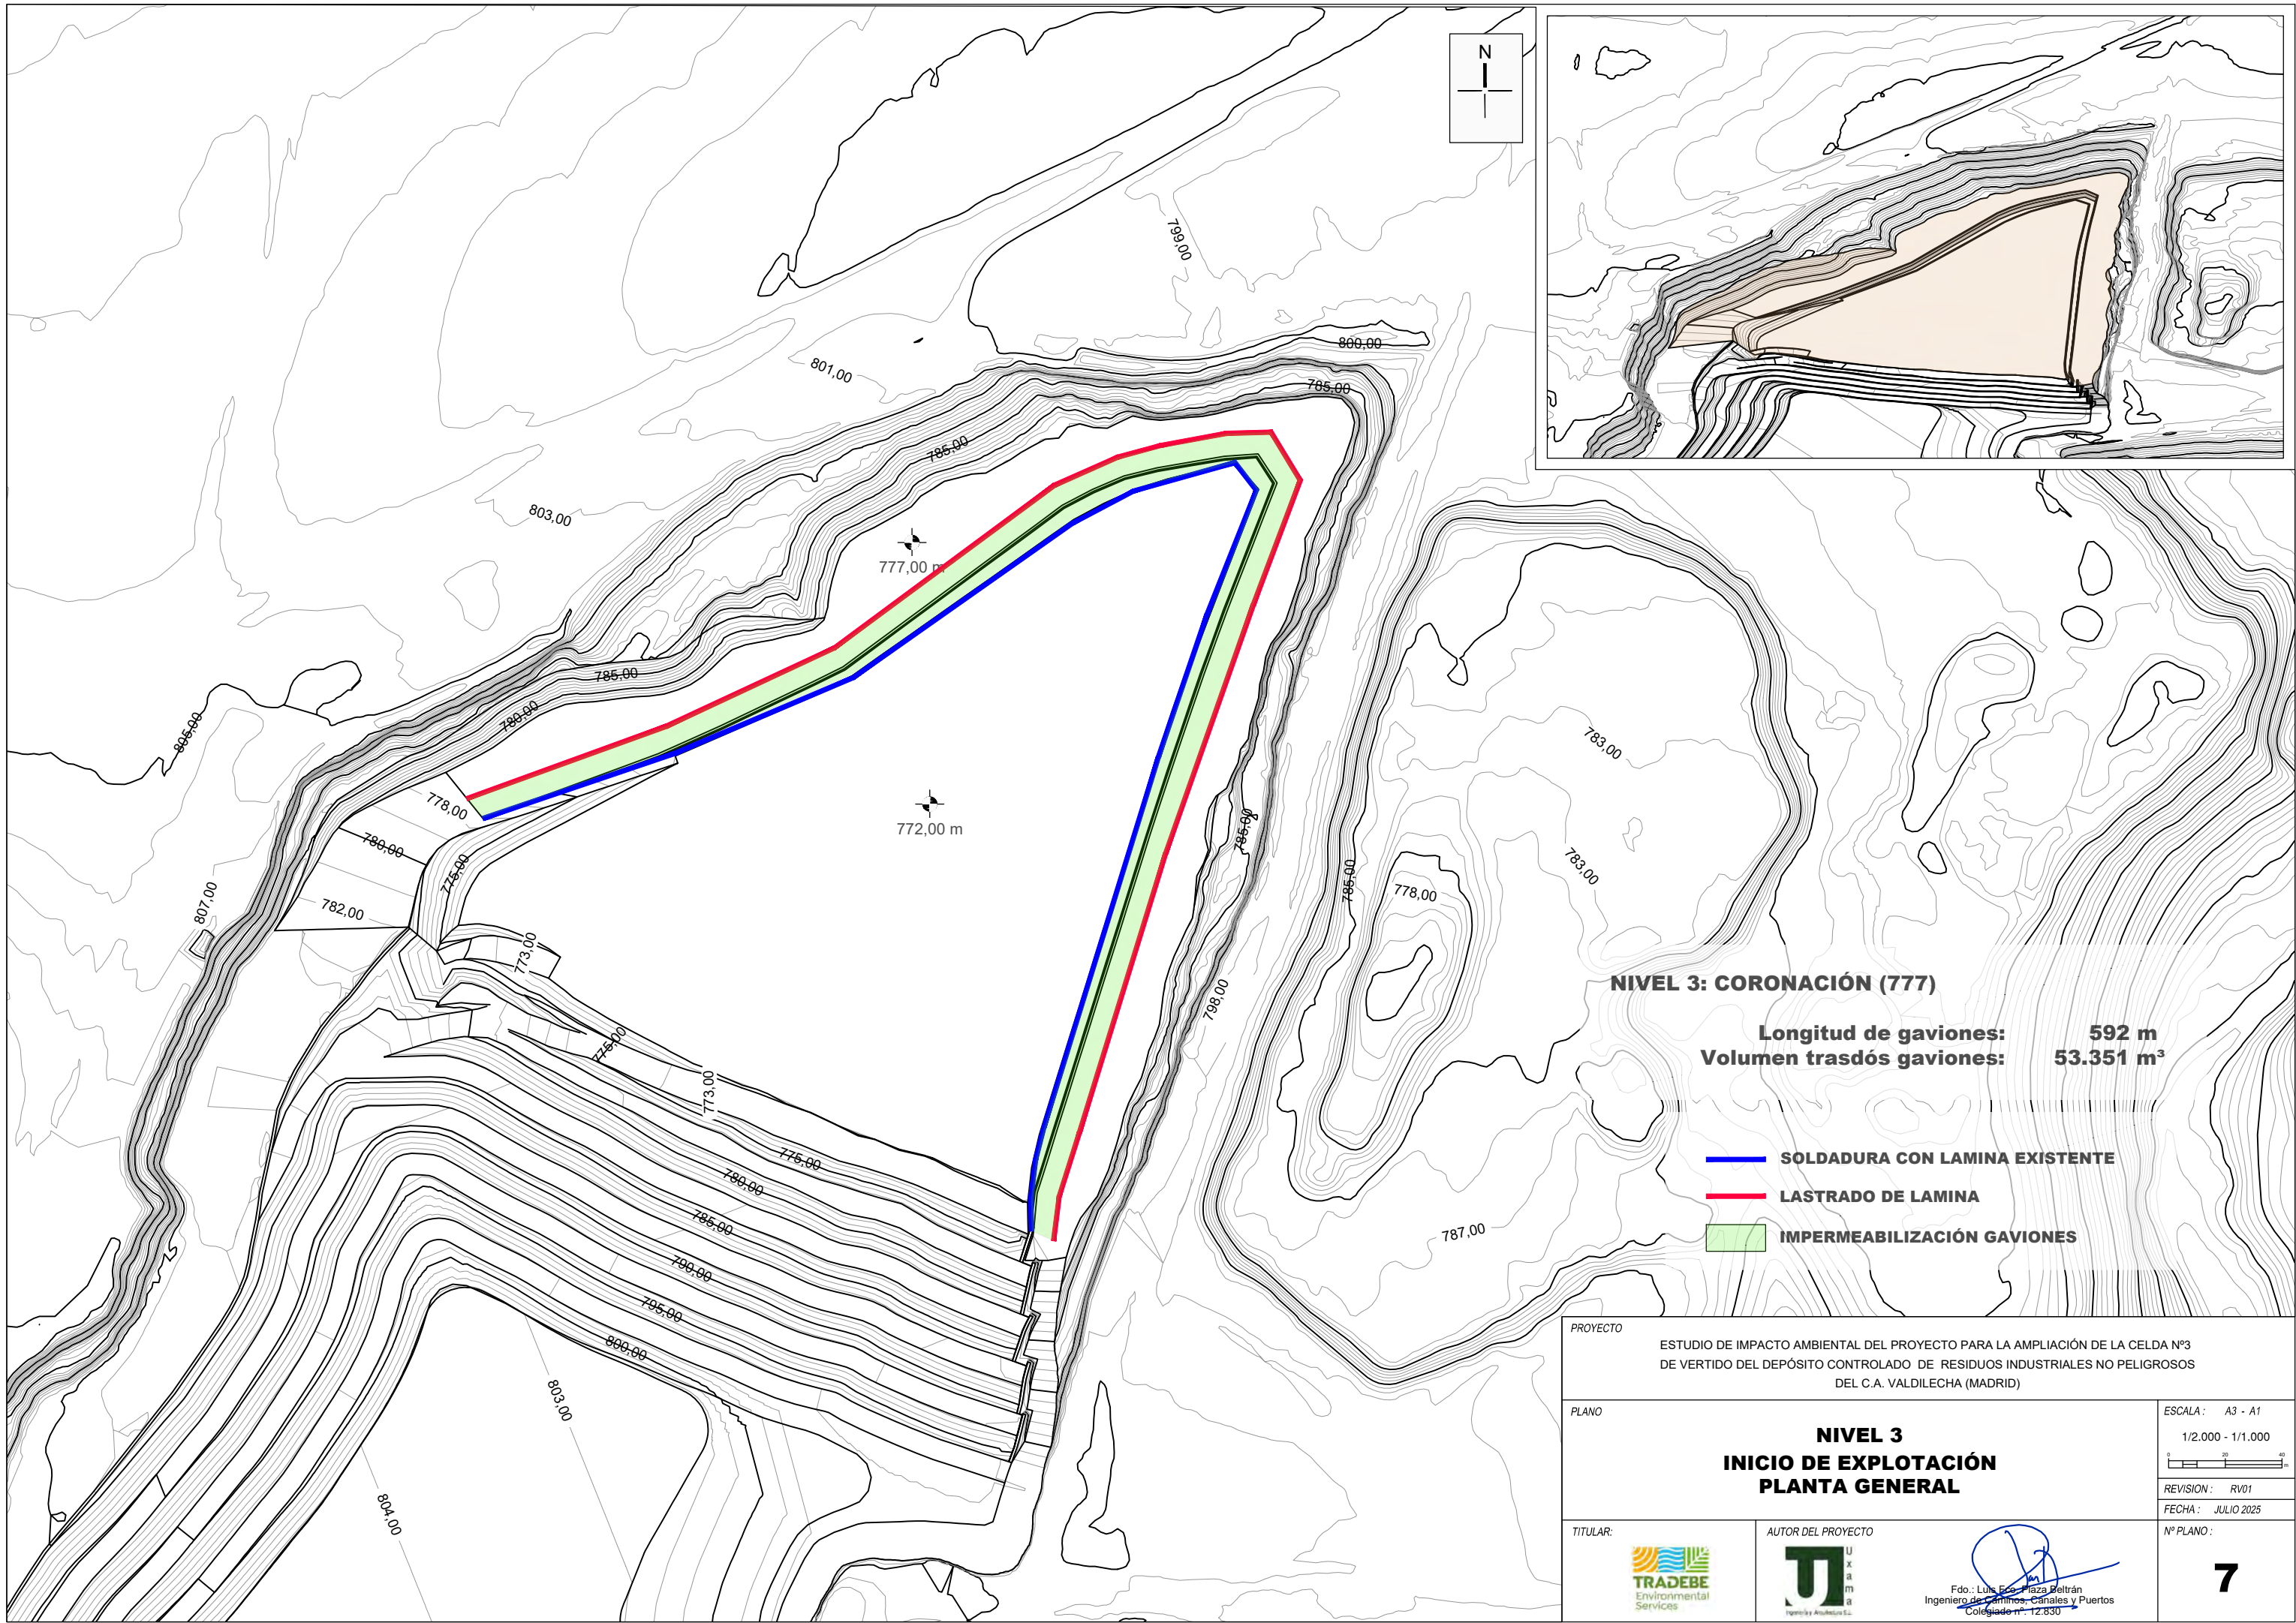 N
799,00
800,00
801,00
785,00
785,00
803,00
777,00 m
785,00
780,00
805,00
778,00
772,00 m
780,00
775,00
785,00
785,00
783,00
783,00
778,00
807,00
782,00
773,00
798,00
775,00
773,00
775,00
780,00
785,00
787,00
790,00
795,00
800,00
803,00
804,00
NIVEL 3: CORONACIÓN (777)
Longitud de gaviones: 592 m
Volumen trasdós gaviones: 53.351 m³
SOLDADURA CON LAMINA EXISTENTE
LASTRADO DE LAMINA
IMPERMEABILIZACIÓN GAVIONES
PROYECTO
ESTUDIO DE IMPACTO AMBIENTAL DEL PROYECTO PARA LA AMPLIACIÓN DE LA CELDA Nº3
DE VERTIDO DEL DEPÓSITO CONTROLADO DE RESIDUOS INDUSTRIALES NO PELIGROSOS
DEL C.A. VALDILECHA (MADRID)
PLANO
NIVEL 3
INICIO DE EXPLOTACIÓN
PLANTA GENERAL
ESCALA : A3 - A1
1/2.000 - 1/1.000
0 20 40
m
REVISION : RV01
FECHA : JULIO 2025
TITULAR:
TRADEBE
Environmental
Services
AUTOR DEL PROYECTO
Uxama
Ingeniería y Arquitectura S.L.
Fdo.: Luis Fco. Plaza Beltrán
Ingeniero de Caminos, Canales y Puertos
Colegiado nº: 12.830
Nº PLANO :
7